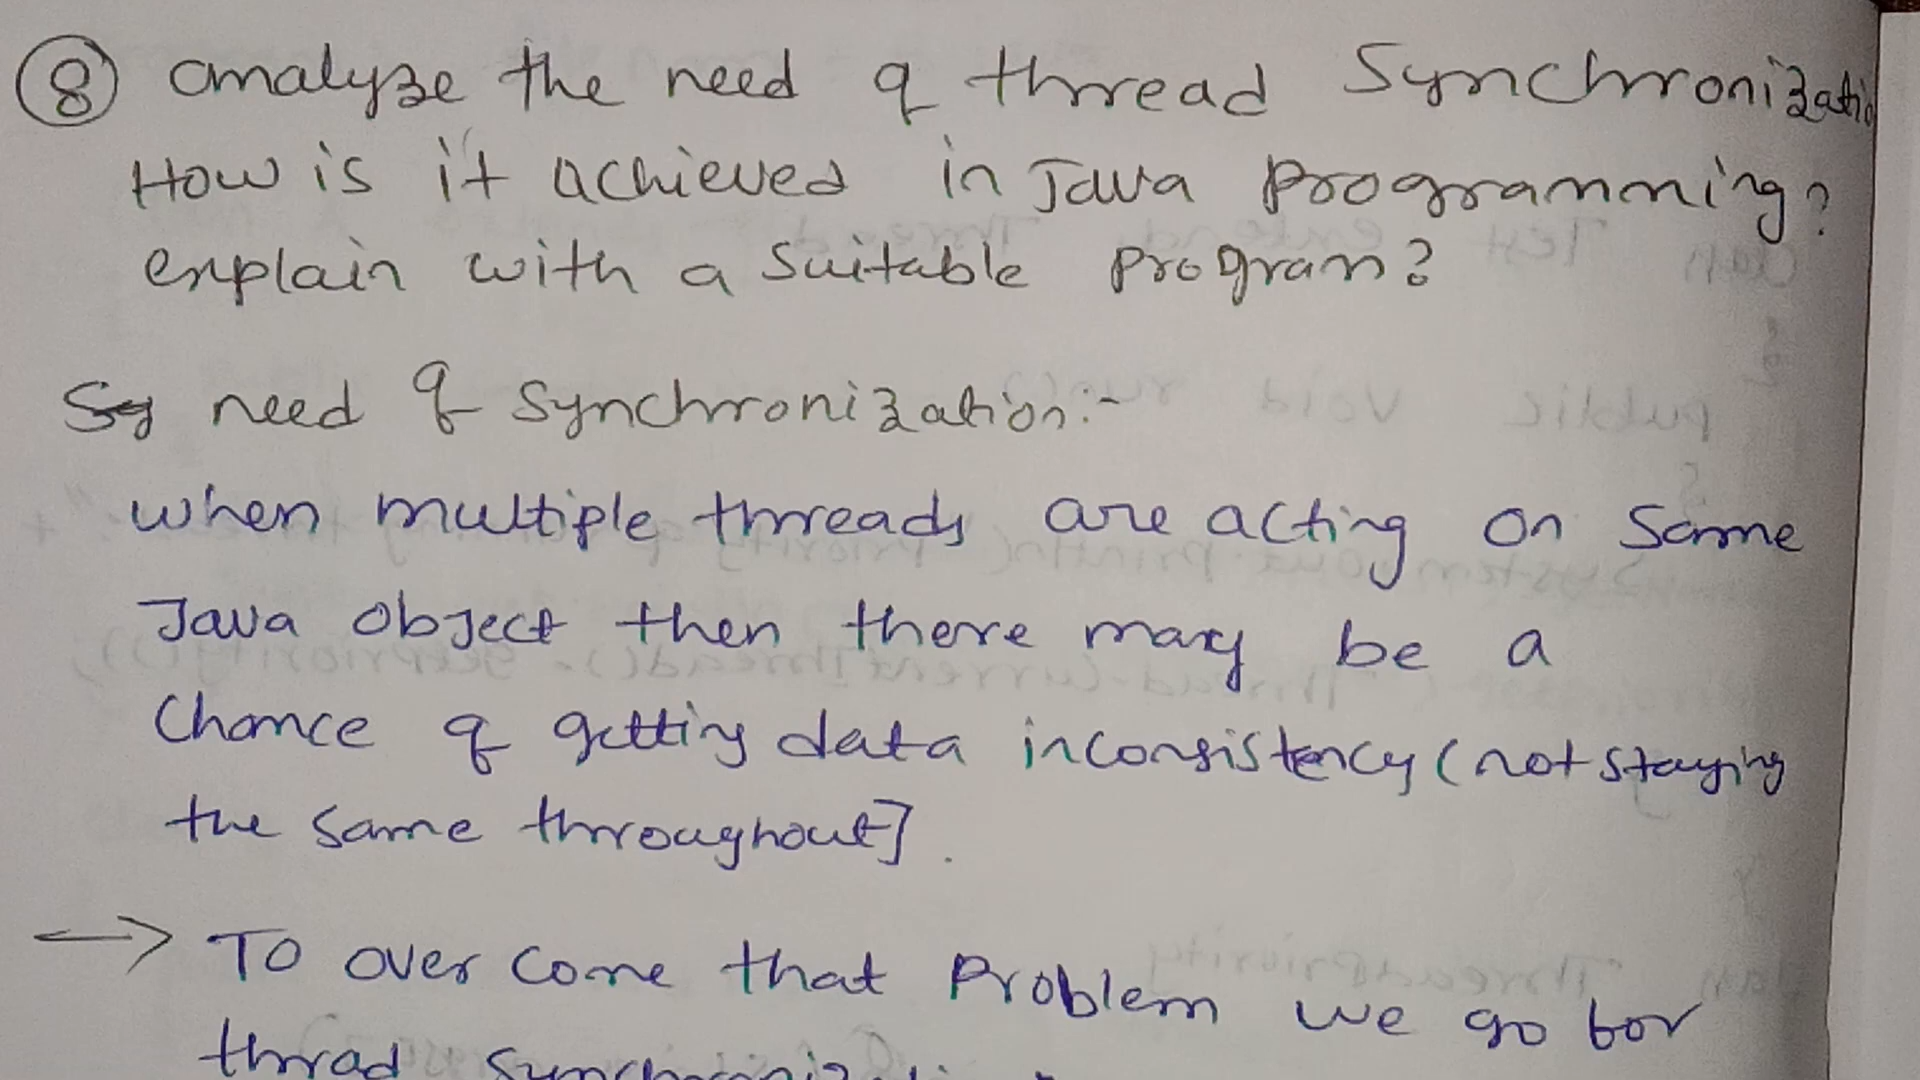 ⑧ analyze the need of thread Synchronizatio
How is it achieved in Java Programming?
explain with a suitable program?
need of synchronization:-
when multiple threads are acting on same
Java object then there may be a
chance of getting data inconsistency (not staying
the same throughout].
→ To over come that Problem we go for
thrad